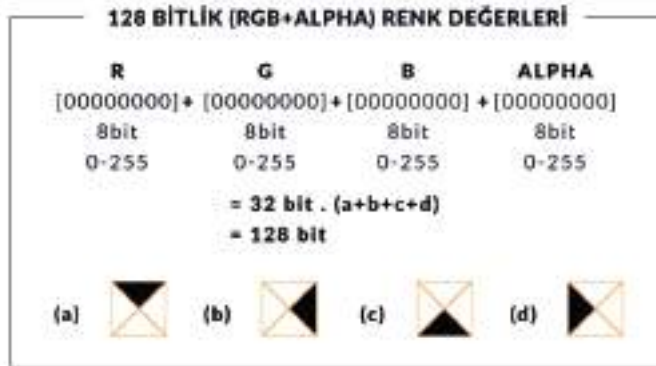 128 BİTLİK (RGB+ALPHA) RENK DEĞERLERİ
R G B ALPHA
[00000000] + [00000000] + [00000000] + [00000000]
8bit 8bit 8bit 8bit
0-255 0-255 0-255 0-255
= 32 bit . (a+b+c+d)
= 128 bit
(a) (b) (c) (d)